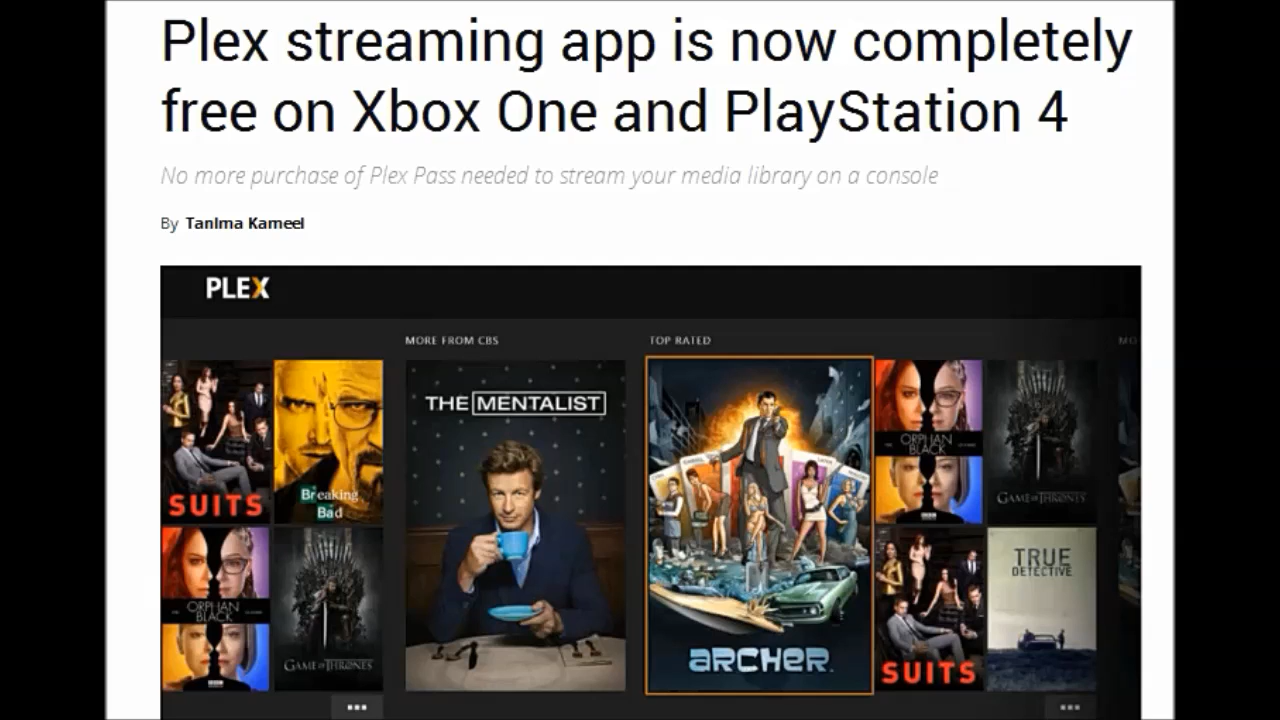 Plex streaming app is now completely
free on Xbox One and PlayStation 4
No more purchase of Plex Pass needed to stream your media library on a console
By Tanima Kameel
PLEX
MORE FROM CBS
TOP RATED
MO
SUITS
Breaking
Bad
ORPHAN
BLACK
GAME OF THRONES
THE MENTALIST
ARCHER
ORPHAN
BLACK
GAME OF THRONES
SUITS
TRUE
DETECTIVE